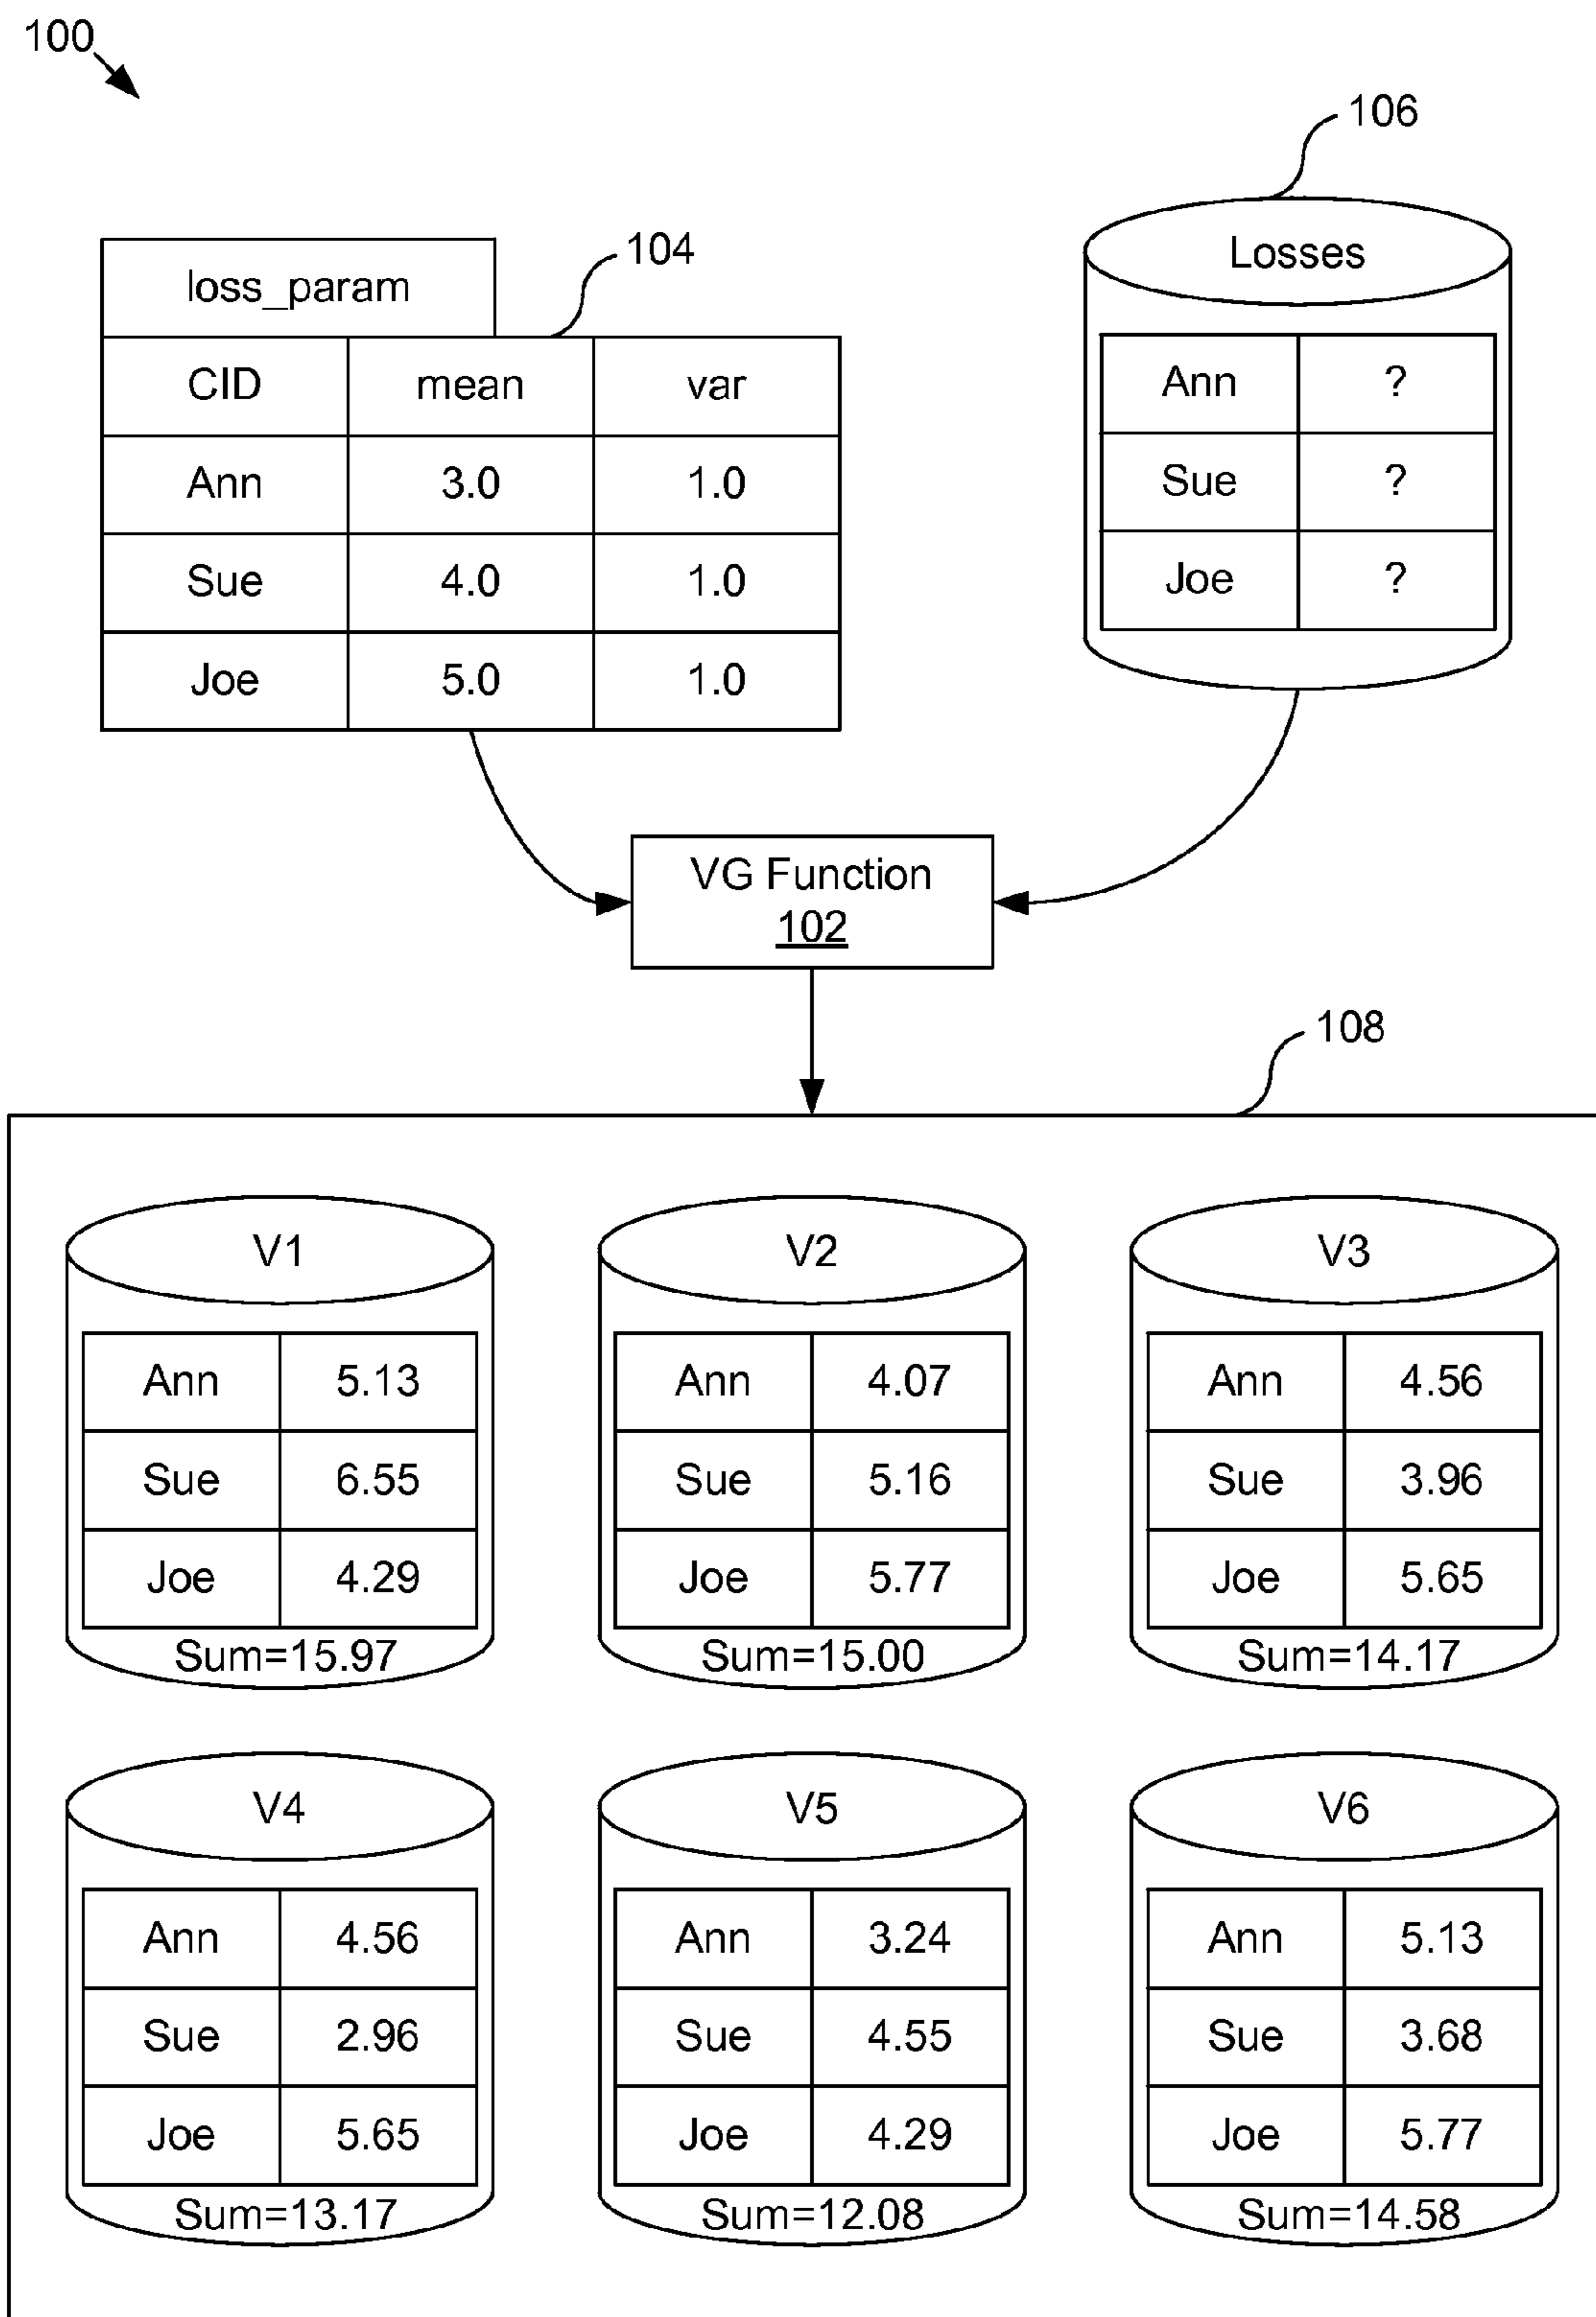 100
106
104
loss_param
CID mean var
Ann 3.0 1.0
Sue 4.0 1.0
Joe 5.0 1.0
Losses
Ann ?
Sue ?
Joe ?
VG Function
102
108
V1
Ann 5.13
Sue 6.55
Joe 4.29
Sum=15.97
V2
Ann 4.07
Sue 5.16
Joe 5.77
Sum=15.00
V3
Ann 4.56
Sue 3.96
Joe 5.65
Sum=14.17
V4
Ann 4.56
Sue 2.96
Joe 5.65
Sum=13.17
V5
Ann 3.24
Sue 4.55
Joe 4.29
Sum=12.08
V6
Ann 5.13
Sue 3.68
Joe 5.77
Sum=14.58